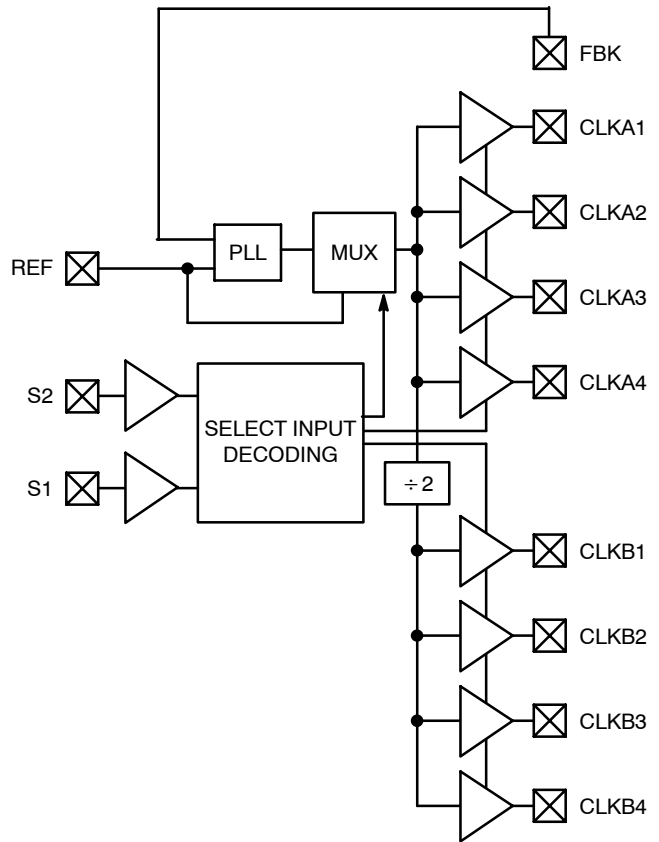 FBK
CLKA1
CLKA2
PLL
MUX
REF
CLKA3
CLKA4
S2
SELECT INPUT
DECODING
S1
÷2
CLKB1
CLKB2
CLKB3
CLKB4